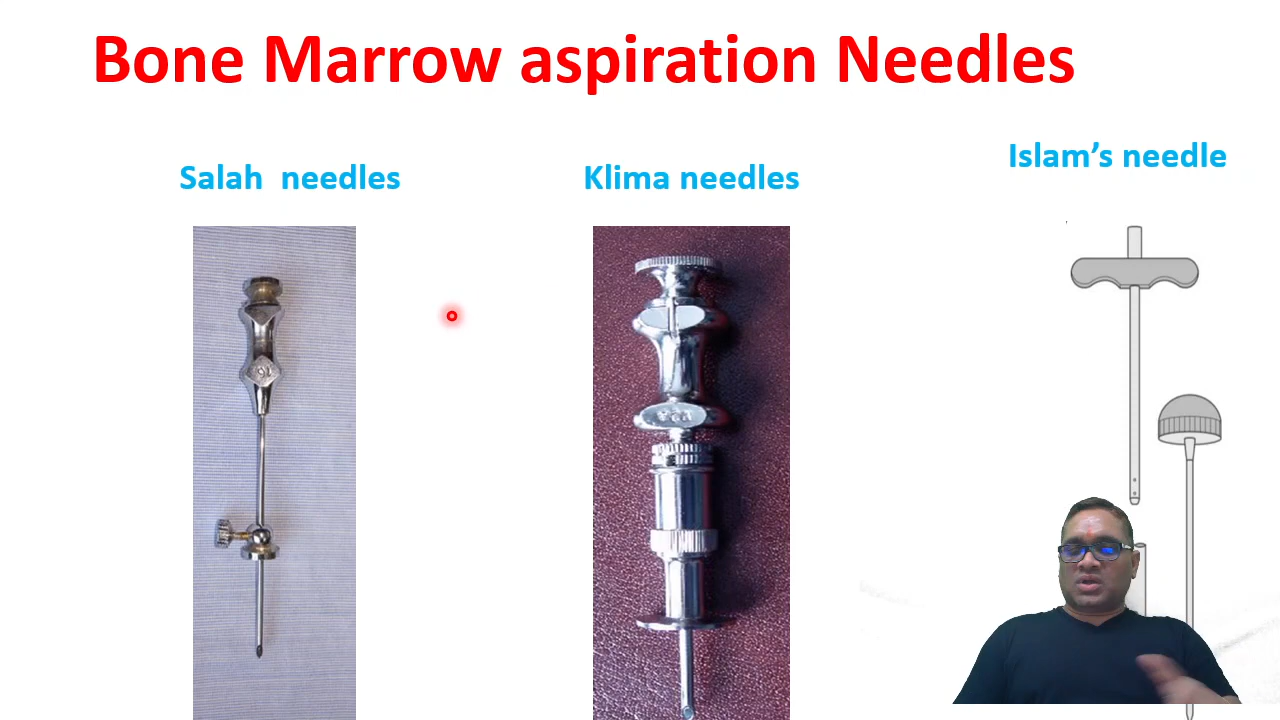 Bone Marrow aspiration Needles
Salah needles
Klima needles
Islam’s needle